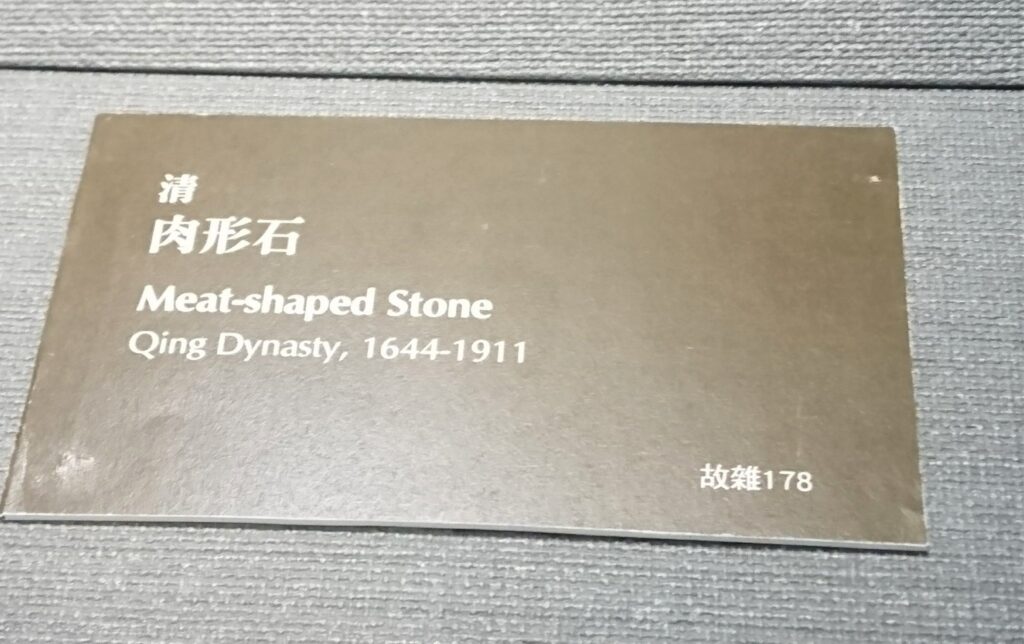 清
肉形石
Meat-shaped Stone
Qing Dynasty, 1644-1911
故雜178